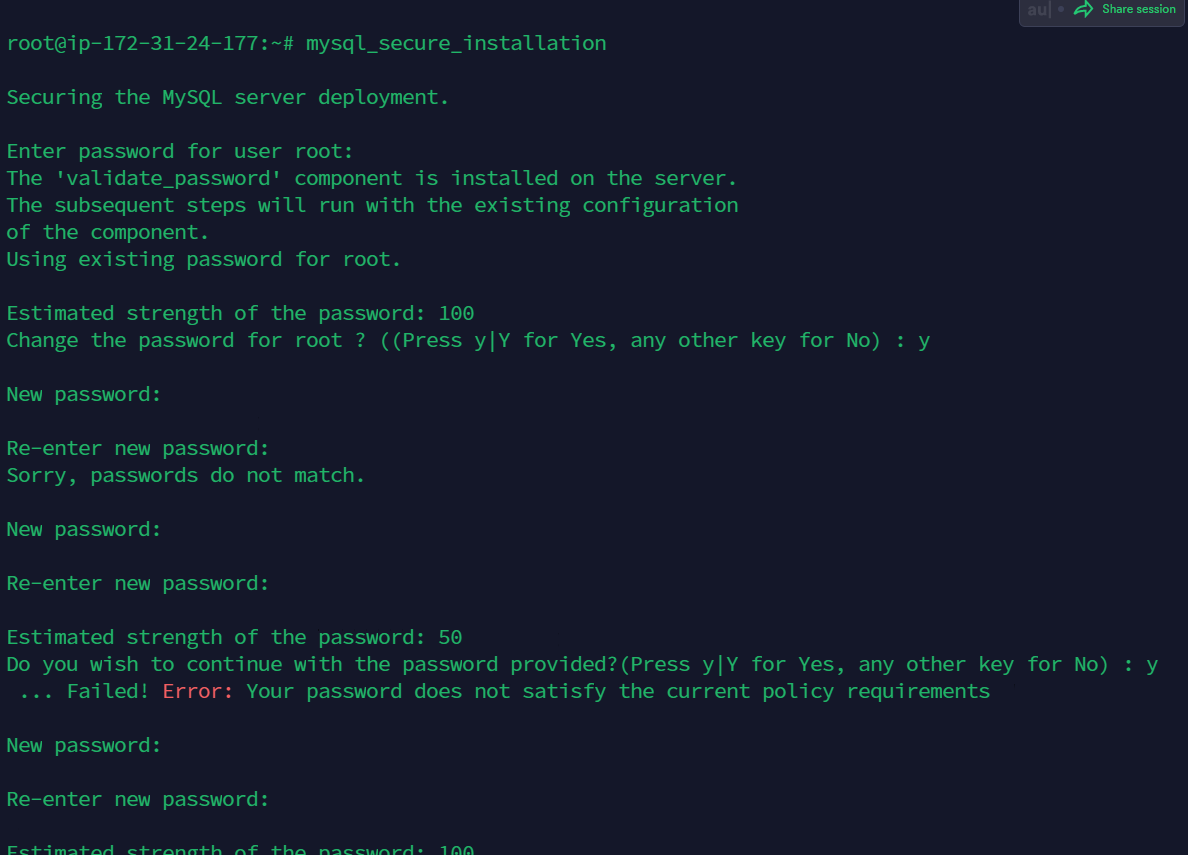 au
Share session
root@ip-172-31-24-177:~# mysql_secure_installation
Securing the MySQL server deployment.
Enter password for user root:
The 'validate_password' component is installed on the server.
The subsequent steps will run with the existing configuration
of the component.
Using existing password for root.
Estimated strength of the password: 100
Change the password for root ? ((Press y|Y for Yes, any other key for No) : y
New password:
Re-enter new password:
Sorry, passwords do not match.
New password:
Re-enter new password:
Estimated strength of the password: 50
Do you wish to continue with the password provided?(Press y|Y for Yes, any other key for No) : y
... Failed! Error: Your password does not satisfy the current policy requirements
New password:
Re-enter new password:
Estimated strength of the password: 100